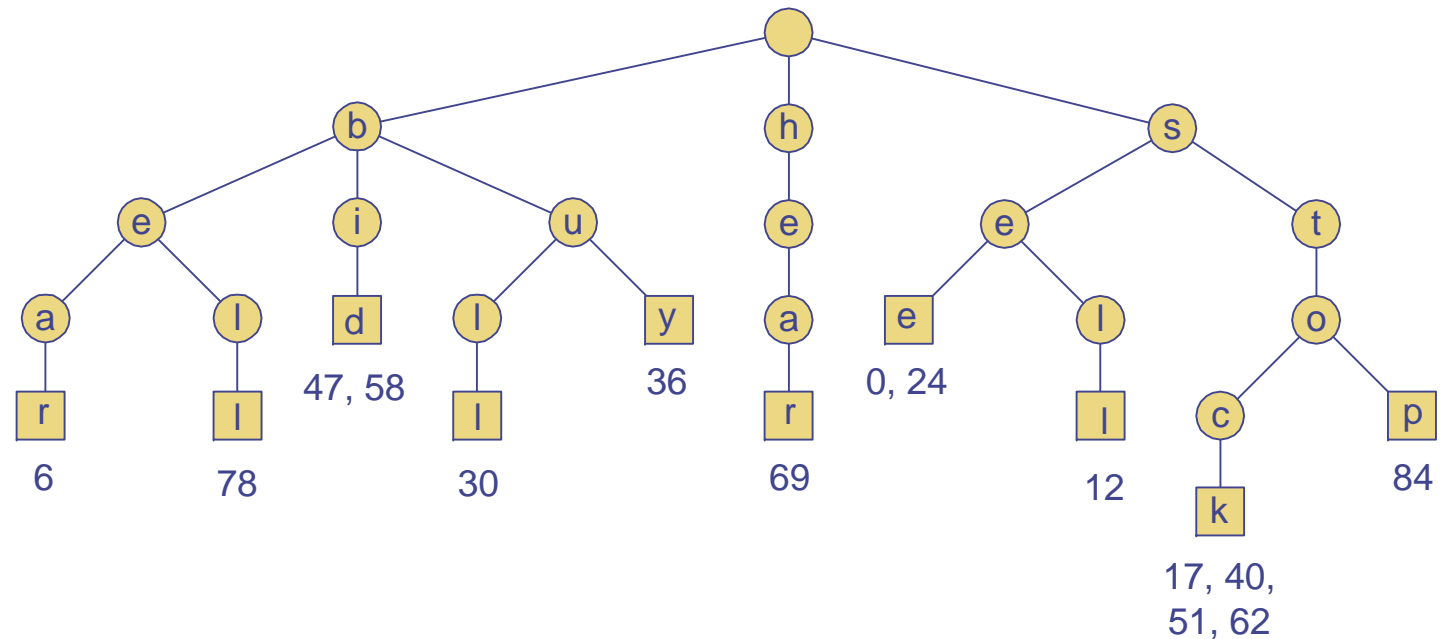 b h s
e i u e e t
a l d l y a e l o
47, 58 36 0, 24
r l l r l c p
6 78 30 69 12 84
k
17, 40,
51, 62